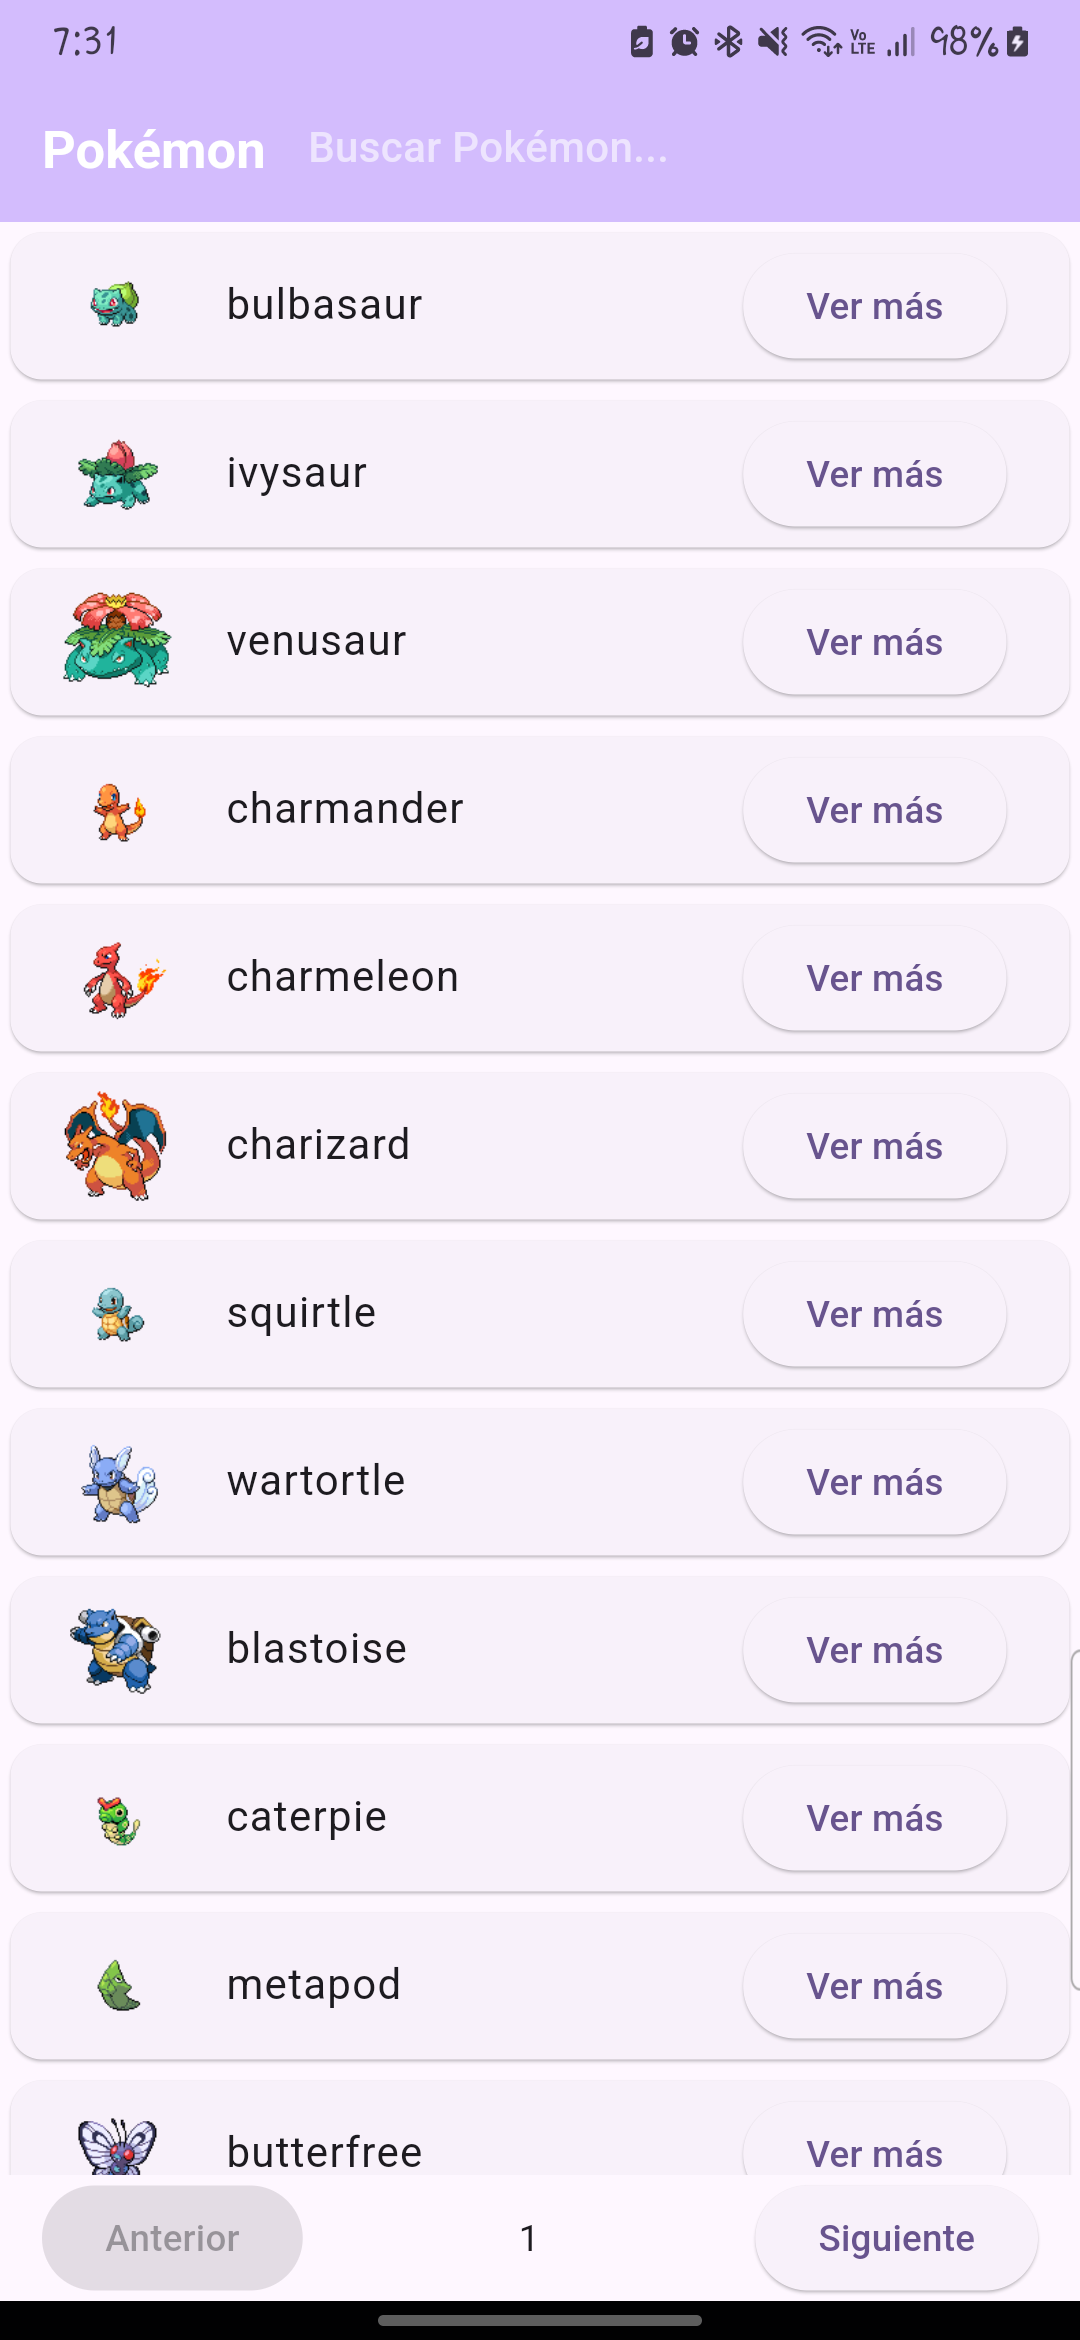 7:31 Vo LTE 98%
Pokémon Buscar Pokémon...
bulbasaur Ver más
ivysaur Ver más
venusaur Ver más
charmander Ver más
charmeleon Ver más
charizard Ver más
squirtle Ver más
wartortle Ver más
blastoise Ver más
caterpie Ver más
metapod Ver más
butterfree Ver más
Anterior 1 Siguiente